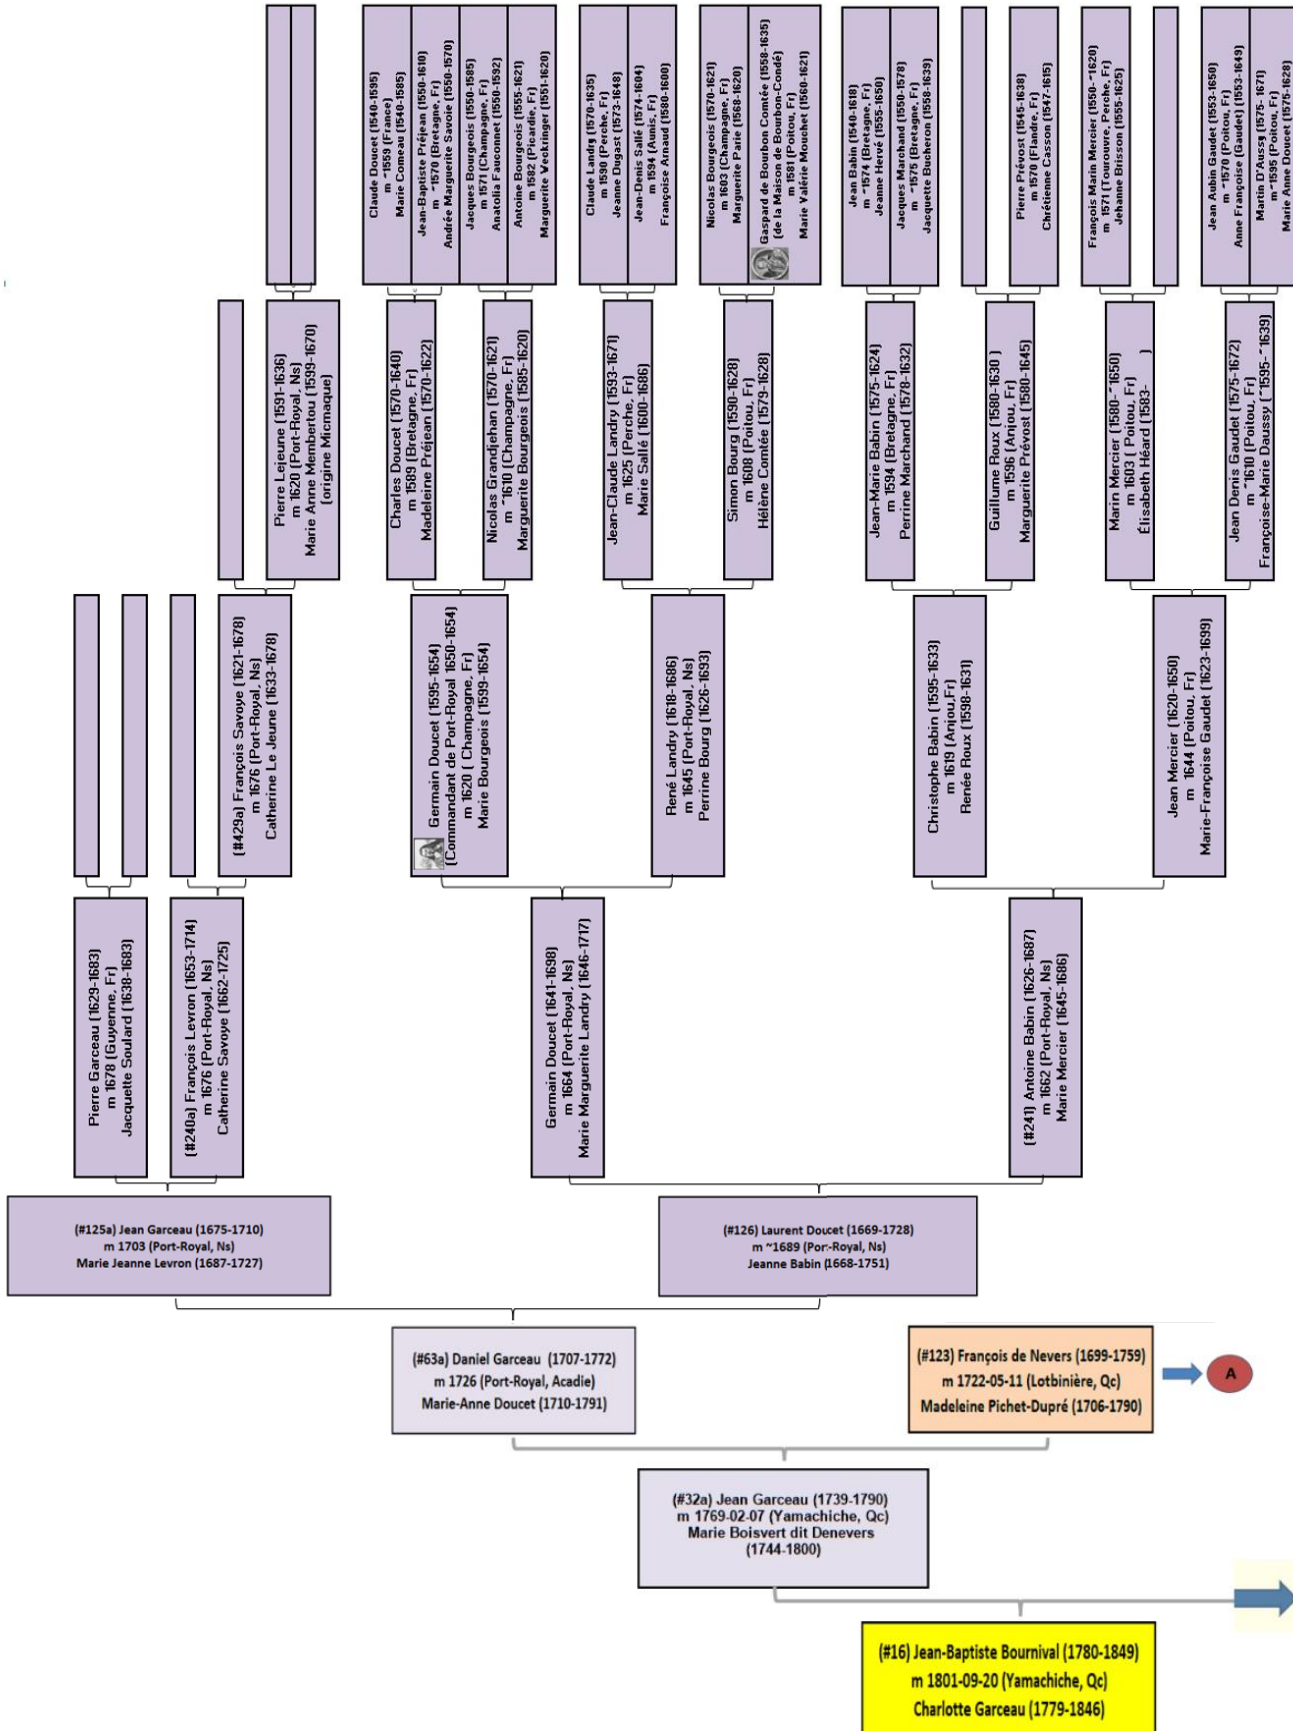 Claude Doucet (1540-1595)
m ~1559 (France)
Marie Comeau (1540-1585)
Jean-Baptiste Préjean (1550-1610)
m ~1570 (Bretagne, Fr)
Andrée Marguerite Savoie (1550-1570)
Jacques Bourgeois (1550-1585)
m 1571 (Champagne, Fr)
Anatolia Fauconnet (1550-1592)
Antoine Bourgeois (1555-1621)
m 1582 (Picardie, Fr)
Marguerite Veckringer (1551-1620)
Claude Landry (1570-1635)
m 1590 (Perche, Fr)
Jeanne Dugast (1573-1648)
Jean-Denis Sallé (1574-1604)
m 1594 (Aunis, Fr)
Françoise Arnaud (1580-1600)
Nicolas Bourgeois (1570-1621)
m 1603 (Champagne, Fr)
Marguerite Parie (1568-1620)
Gaspard de Bourbon Comtée (1558-1635)
(de la Maison de Bourbon-Condé)
m 1581 (Poitou, Fr)
Marie Valérie Mouchet (1560-1621)
Jean Babin (1540-1618)
m ~1574 (Bretagne, Fr)
Jeanne Hervé (1555-1650)
Jacques Marchand (1550-1578)
m ~1575 (Bretagne, Fr)
Jacquette Bucheron (1558-1639)
Pierre Prévost (1545-1638)
m 1570 (Flandre, Fr)
Chrétienne Casson (1547-1615)
François Marin Mercier (1550-~1620)
m 1571 (Tourouvre, Perche, Fr)
Jehanne Brisson (1555-1625)
Jean Aubin Gaudet (1553-1650)
m ~1570 (Poitou, Fr)
Anne Françoise (Gaudet) (1553-1649)
Martin D'Aussy (1575-1671)
m ~1595 (Poitou, Fr)
Marie Anne Doucet (1575-1628)
Pierre Lejeune (1591-1636)
m 1620 (Port-Royal, Ns)
Marie Anne Membertou (1599-1670)
(origine Micmaque)
Charles Doucet (1570-1640)
m 1589 (Bretagne, Fr)
Madeleine Préjean (1570-1622)
Nicolas Grandjehan (1570-1621)
m ~1610 (Champagne, Fr)
Marguerite Bourgeois (1585-1620)
Jean-Claude Landry (1593-1671)
m 1625 (Perche, Fr)
Marie Sallé (1600-1686)
Simon Bourg (1590-1628)
m 1608 (Poitou, Fr)
Hélène Comtée (1579-1628)
Jean-Marie Babin (1575-1624)
m 1594 (Bretagne, Fr)
Perrine Marchand (1578-1632)
Guillume Roux (1580-1630 )
m 1596 (Anjou, Fr)
Marguerite Prévost (1580-1645)
Marin Mercier (1580-~1650)
m 1603 ( Poitou, Fr)
Élisabeth Héard (1583- )
Jean Denis Gaudet (1575-1672)
m ~1610 (Poitou, Fr)
Françoise-Marie Daussy (~1595-~1639)
(#429a) François Savoye (1621-1678)
m 1676 (Port-Royal, Ns)
Catherine Le Jeune (1633-1678)
Germain Doucet (1595-1654)
(Commandant de Port-Royal 1650-1654)
m 1620 ( Champagne, Fr)
Marie Bourgeois (1599-1654)
René Landry (1618-1686)
m 1645 (Port-Royal, Ns)
Perrine Bourg (1626-1693)
Christophe Babin (1595-1633)
m 1619 (Anjou,Fr)
Renée Roux (1598-1631)
Jean Mercier (1620-1650)
m 1644 (Poitou, Fr)
Marie-Françoise Gaudet (1623-1699)
Pierre Garceau (1629-1683)
m 1678 (Guyenne, Fr)
Jacquette Soulard (1638-1683)
(#240a) François Levron (1653-1714)
m 1676 (Port-Royal, Ns)
Catherine Savoye (1662-1725)
Germain Doucet (1641-1698)
m 1664 (Port-Royal, Ns)
Marie Marguerite Landry (1646-1717)
(#241) Antoine Babin (1626-1687)
m 1662 (Port-Royal, Ns)
Marie Mercier (1645-1686)
(#125a) Jean Garceau (1675-1710)
m 1703 (Port-Royal, Ns)
Marie Jeanne Levron (1687-1727)
(#126) Laurent Doucet (1669-1728)
m ~1689 (Port-Royal, Ns)
Jeanne Babin (1668-1751)
(#63a) Daniel Garceau (1707-1772)
m 1726 (Port-Royal, Acadie)
Marie-Anne Doucet (1710-1791)
(#123) François de Nevers (1699-1759)
m 1722-05-11 (Lotbinière, Qc)
Madeleine Pichet-Dupré (1706-1790)
A
(#32a) Jean Garceau (1739-1790)
m 1769-02-07 (Yamachiche, Qc)
Marie Boisvert dit Denevers
(1744-1800)
(#16) Jean-Baptiste Bournival (1780-1849)
m 1801-09-20 (Yamachiche, Qc)
Charlotte Garceau (1779-1846)